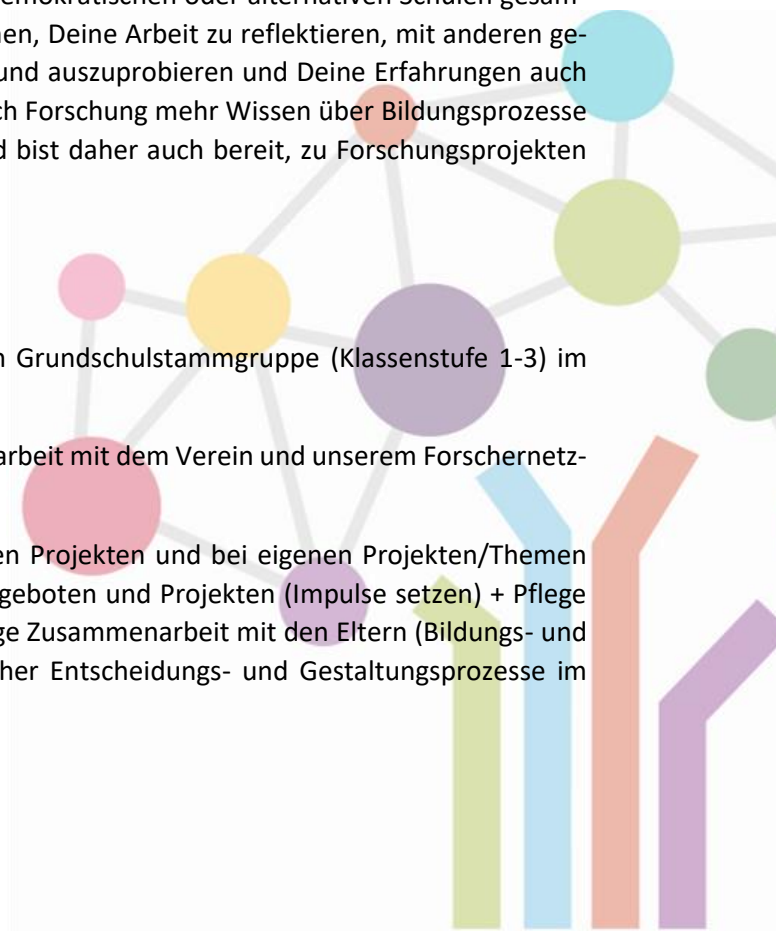 emokratischen oder alternativen Schulen gesam-
en, Deine Arbeit zu reflektieren, mit anderen ge-
und auszuprobieren und Deine Erfahrungen auch
ch Forschung mehr Wissen über Bildungsprozesse
d bist daher auch bereit, zu Forschungsprojekten
n Grundschulstammgruppe (Klassenstufe 1-3) im
arbeit mit dem Verein und unserem Forschernetz-
en Projekten und bei eigenen Projekten/Themen
geboten und Projekten (Impulse setzen) + Pflege
ge Zusammenarbeit mit den Eltern (Bildungs- und
her Entscheidungs- und Gestaltungsprozesse im